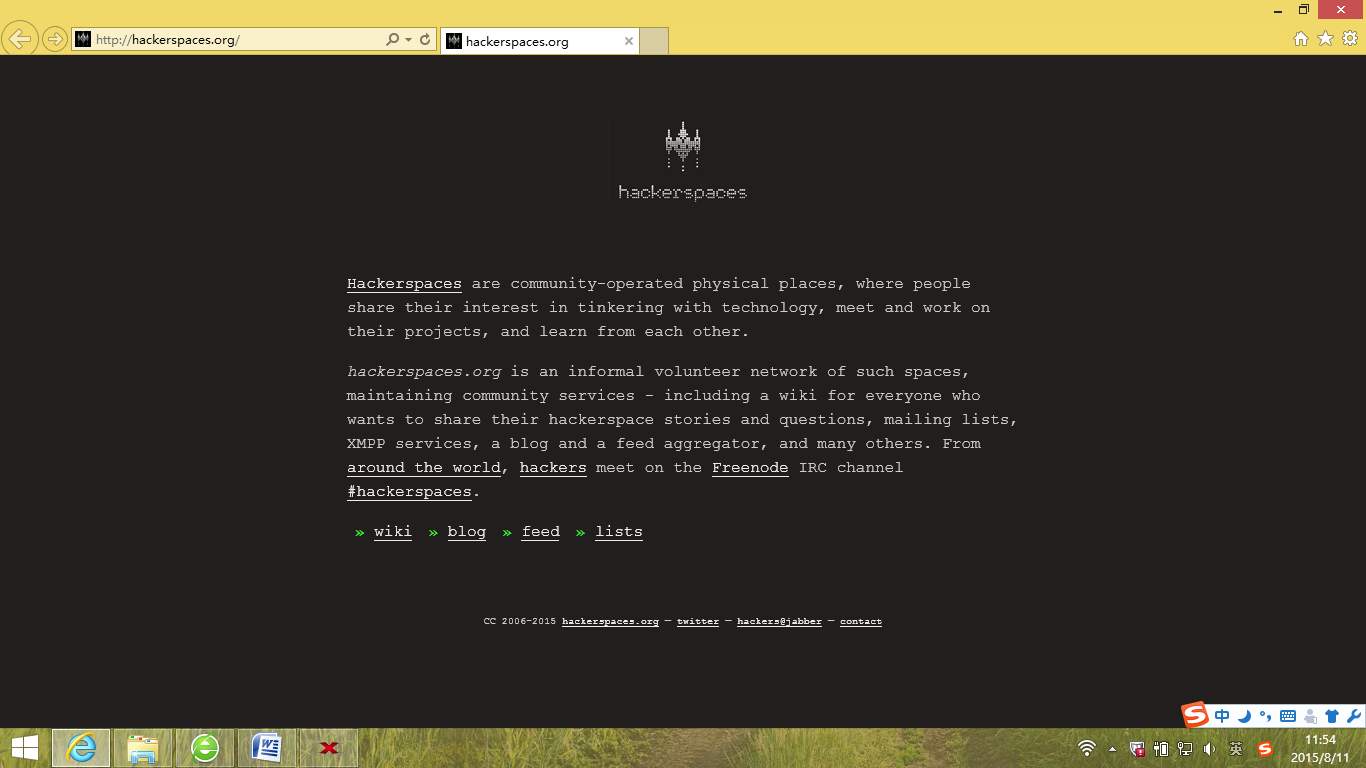 http://hackerspaces.org/
hackerspaces.org
hackerspaces
Hackerspaces are community-operated physical places, where people
share their interest in tinkering with technology, meet and work on
their projects, and learn from each other.
hackerspaces.org is an informal volunteer network of such spaces,
maintaining community services - including a wiki for everyone who
wants to share their hackerspace stories and questions, mailing lists,
XMPP services, a blog and a feed aggregator, and many others. From
around the world, hackers meet on the Freenode IRC channel
#hackerspaces.
» wiki » blog » feed » lists
CC 2006-2015 hackerspaces.org — twitter — hackers@jabber — contact
S 中
英 S 11:54
2015/8/11